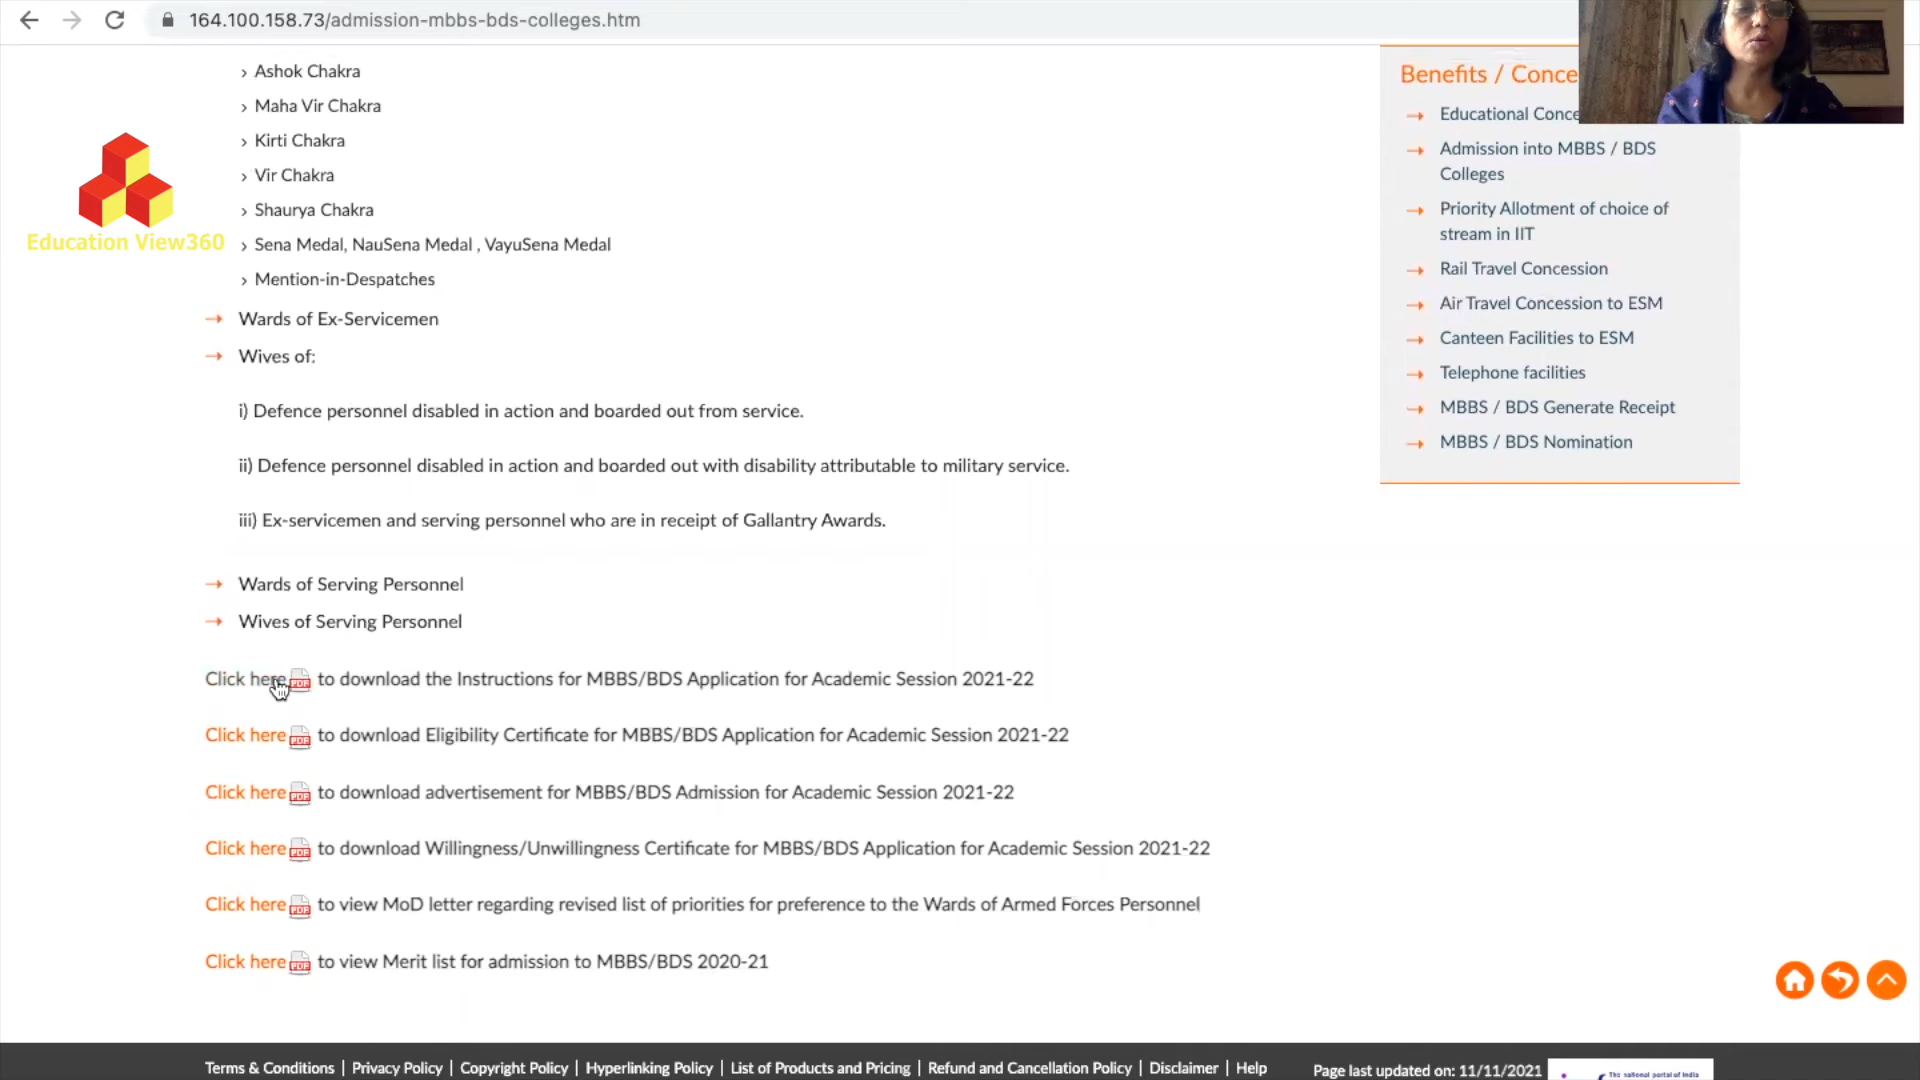 164.100.158.73/admission-mbbs-bds-colleges.htm
› Ashok Chakra
› Maha Vir Chakra
› Kirti Chakra
› Vir Chakra
› Shaurya Chakra
› Sena Medal, NauSena Medal , VayuSena Medal
› Mention-in-Despatches
Education View360
→ Wards of Ex-Servicemen
→ Wives of:
i) Defence personnel disabled in action and boarded out from service.
ii) Defence personnel disabled in action and boarded out with disability attributable to military service.
iii) Ex-servicemen and serving personnel who are in receipt of Gallantry Awards.
→ Wards of Serving Personnel
→ Wives of Serving Personnel
Click here PDF to download the Instructions for MBBS/BDS Application for Academic Session 2021-22
Click here PDF to download Eligibility Certificate for MBBS/BDS Application for Academic Session 2021-22
Click here PDF to download advertisement for MBBS/BDS Admission for Academic Session 2021-22
Click here PDF to download Willingness/Unwillingness Certificate for MBBS/BDS Application for Academic Session 2021-22
Click here PDF to view MoD letter regarding revised list of priorities for preference to the Wards of Armed Forces Personnel
Click here PDF to view Merit list for admission to MBBS/BDS 2020-21
Benefits / Conce
→ Educational Conce
→ Admission into MBBS / BDS
Colleges
→ Priority Allotment of choice of
stream in IIT
→ Rail Travel Concession
→ Air Travel Concession to ESM
→ Canteen Facilities to ESM
→ Telephone facilities
→ MBBS / BDS Generate Receipt
→ MBBS / BDS Nomination
Terms & Conditions | Privacy Policy | Copyright Policy | Hyperlinking Policy | List of Products and Pricing | Refund and Cancellation Policy | Disclaimer | Help
Page last updated on: 11/11/2021
The national portal of India